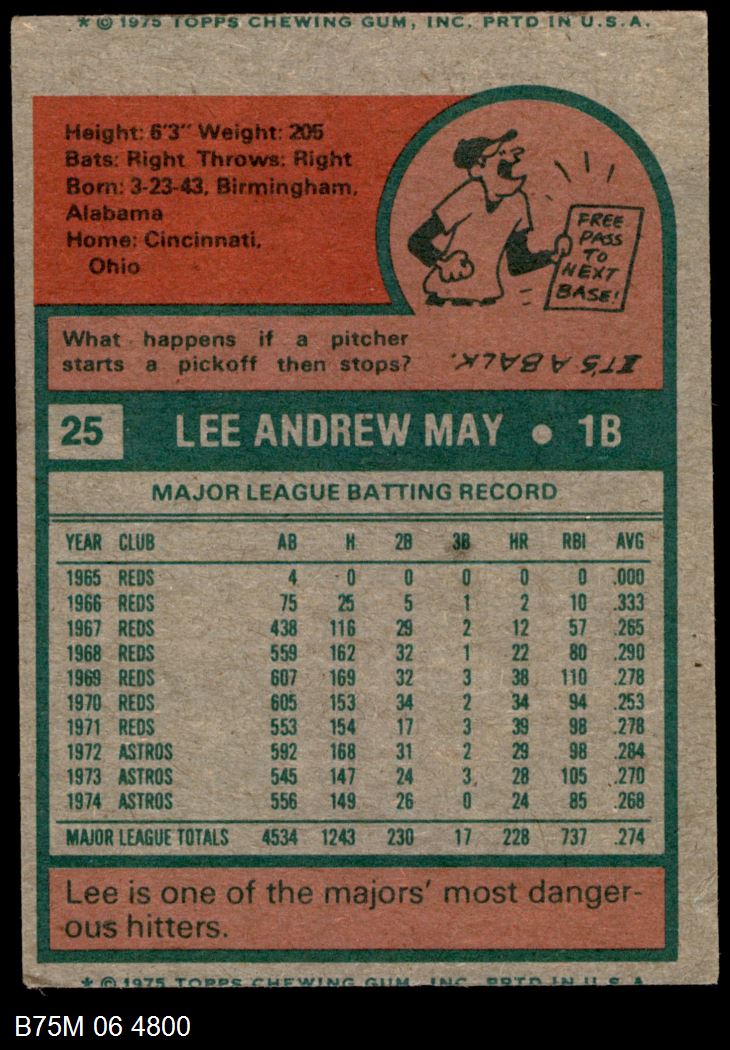 * © 1975 TOPPS CHEWING GUM, INC. PRTD IN U.S.A.
Height: 6'3" Weight: 205
Bats: Right Throws: Right
Born: 3-23-43, Birmingham,
Alabama
Home: Cincinnati,
Ohio
FREE
PASS
TO
NEXT
BASE!
What happens if a pitcher
starts a pickoff then stops?
IT'S A BALK.
25 LEE ANDREW MAY • 1B
MAJOR LEAGUE BATTING RECORD
YEAR CLUB AB H 2B 3B HR RBI AVG
1965 REDS 4 0 0 0 0 0 .000
1966 REDS 75 25 5 1 2 10 .333
1967 REDS 438 116 29 2 12 57 .265
1968 REDS 559 162 32 1 22 80 .290
1969 REDS 607 169 32 3 38 110 .278
1970 REDS 605 153 34 2 34 94 .253
1971 REDS 553 154 17 3 39 98 .278
1972 ASTROS 592 168 31 2 29 98 .284
1973 ASTROS 545 147 24 3 28 105 .270
1974 ASTROS 556 149 26 0 24 85 .268
MAJOR LEAGUE TOTALS 4534 1243 230 17 228 737 .274
Lee is one of the majors' most danger-
ous hitters.
* © 1975 TOPPS CHEWING GUM, INC. PRTD IN U.S.A.
B75M 06 4800